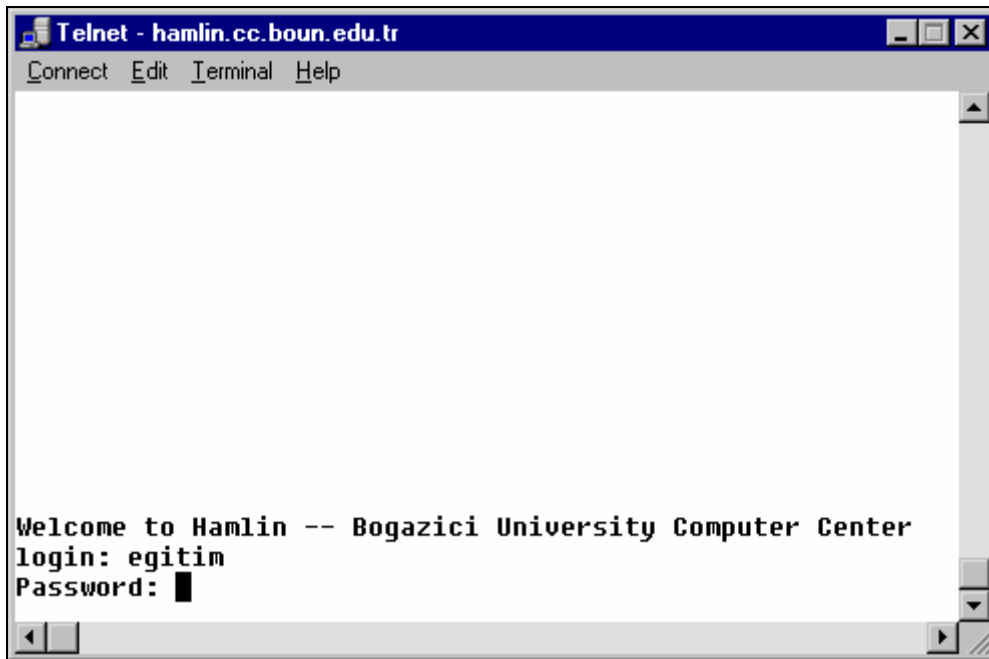 Telnet - hamlin.cc.boun.edu.tr
Connect Edit Terminal Help
Welcome to Hamlin -- Bogazici University Computer Center
login: egitim
Password: